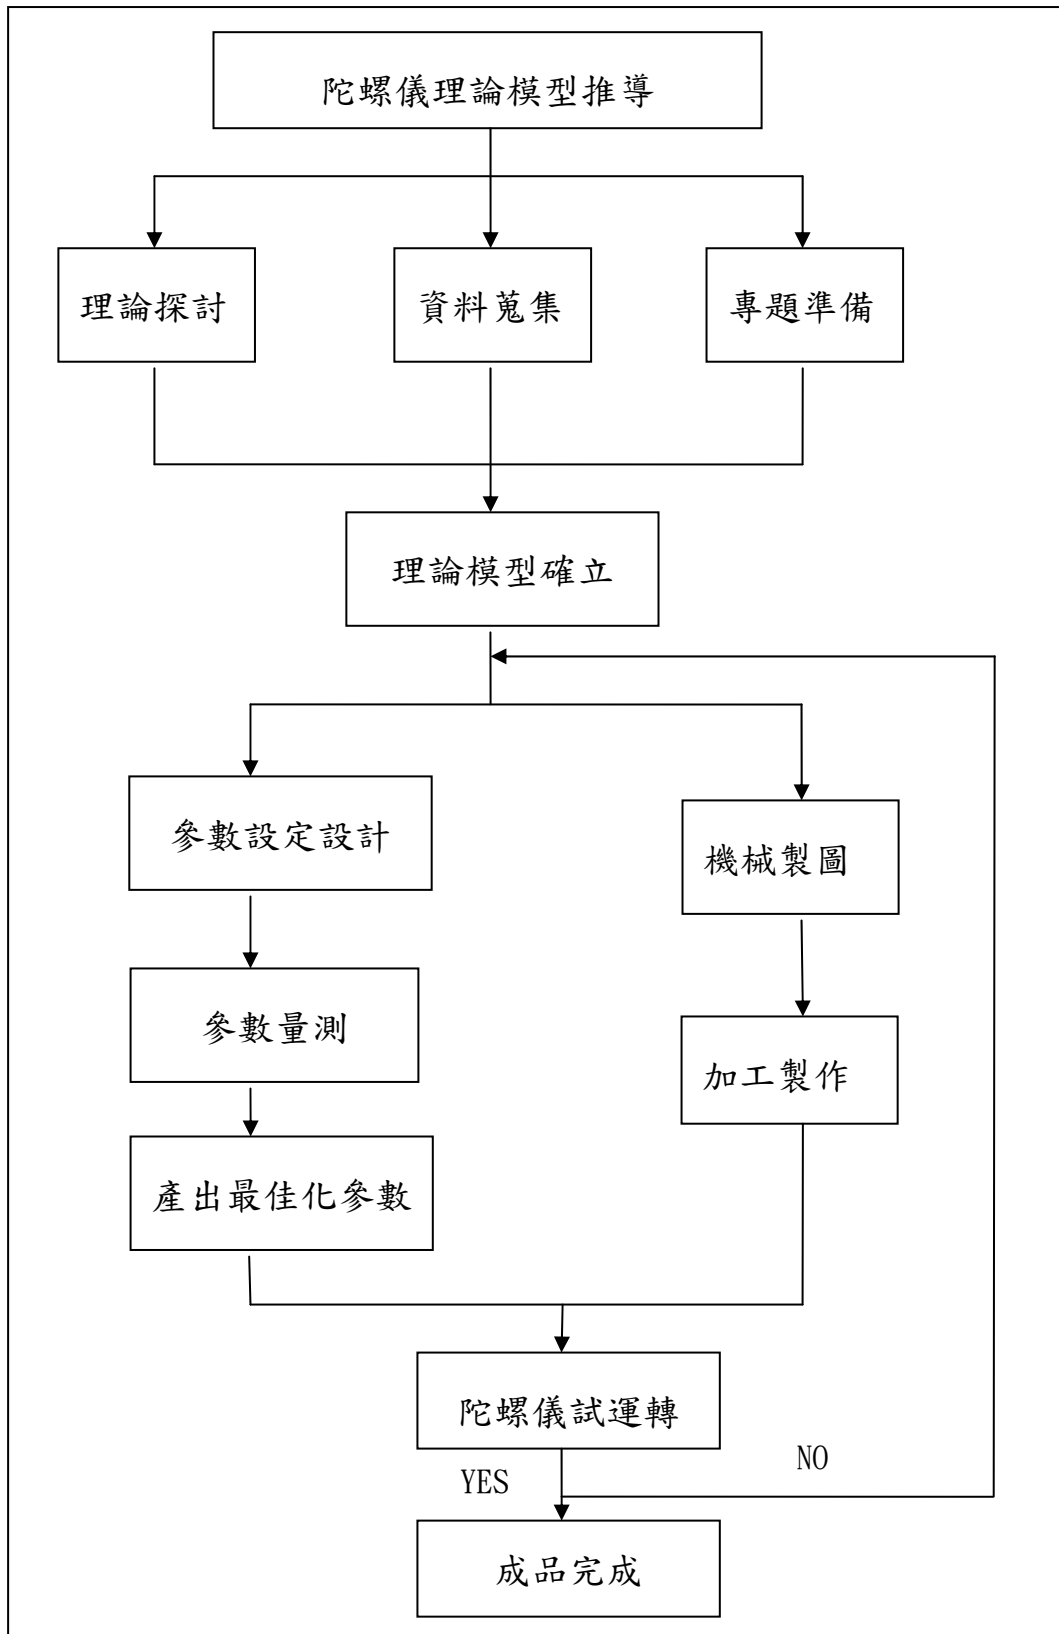 陀螺儀理論模型推導
理論探討
資料蒐集
專題準備
理論模型確立
參數設定設計
機械製圖
參數量測
加工製作
產出最佳化參數
陀螺儀試運轉
YES
NO
成品完成